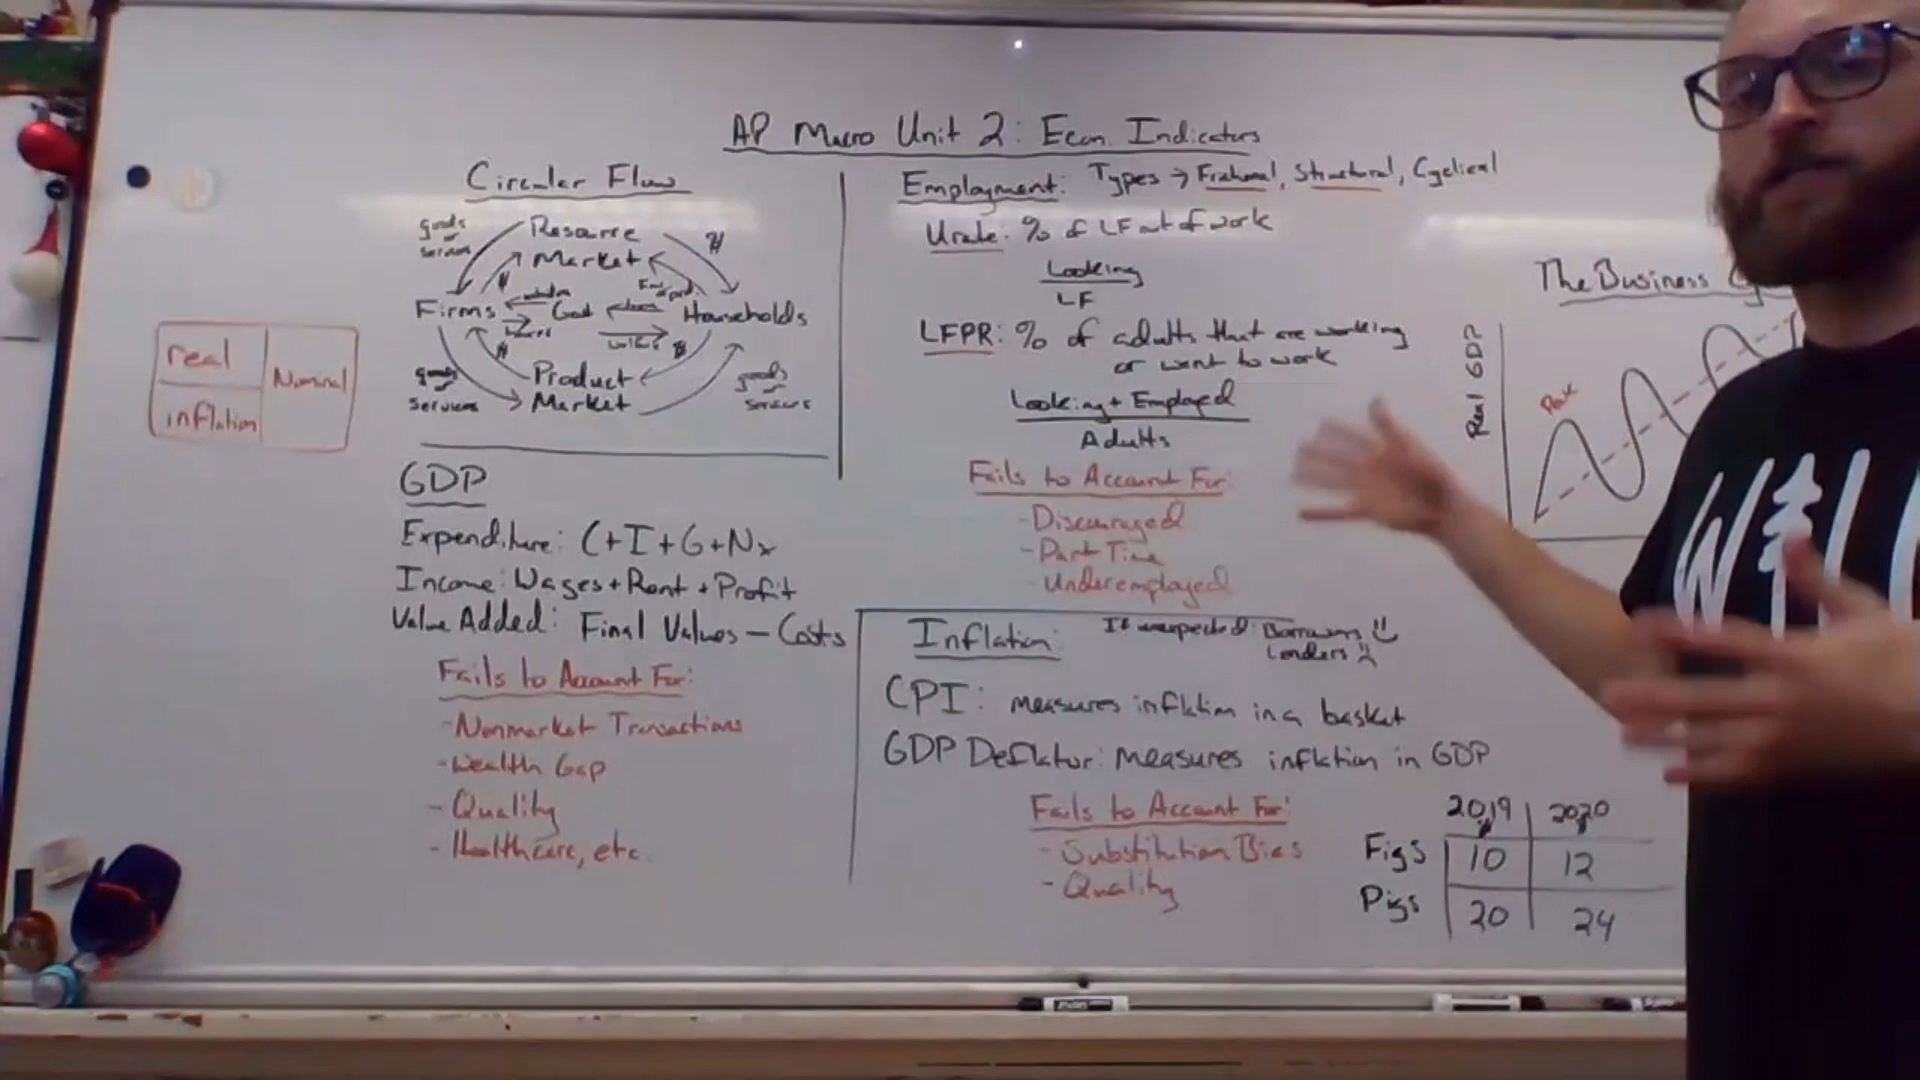 AP Macro Unit 2: Econ. Indicators
Circular Flow
goods
or
services
Resource
Market
Firms
Households
Product
Market
goods
or
services
goods
or
services
real
inflation
Nominal
GDP
Expenditure: C+I+G+Nx
Income: Wages+Rent+Profit
Value Added: Final Values - Costs
Fails to Account For:
-Nonmarket Transactions
-Wealth Gap
-Quality
-Healthcare, etc.
Employment: Types → Frictional, Structural, Cyclical
Urate: % of LF out of work
Looking
LF
LFPR: % of adults that are working
or want to work
Looking + Employed
Adults
Fails to Account For:
-Discouraged
-Part Time
-Underemployed
Inflation: If unexpected: Borrowers
Lenders
CPI: measures inflation in a basket
GDP Deflator: measures inflation in GDP
Fails to Account For:
-Substitution Bias
-Quality
2019 2020
Figs 10 12
Pigs 20 24
The Business
Real GDP
Peak